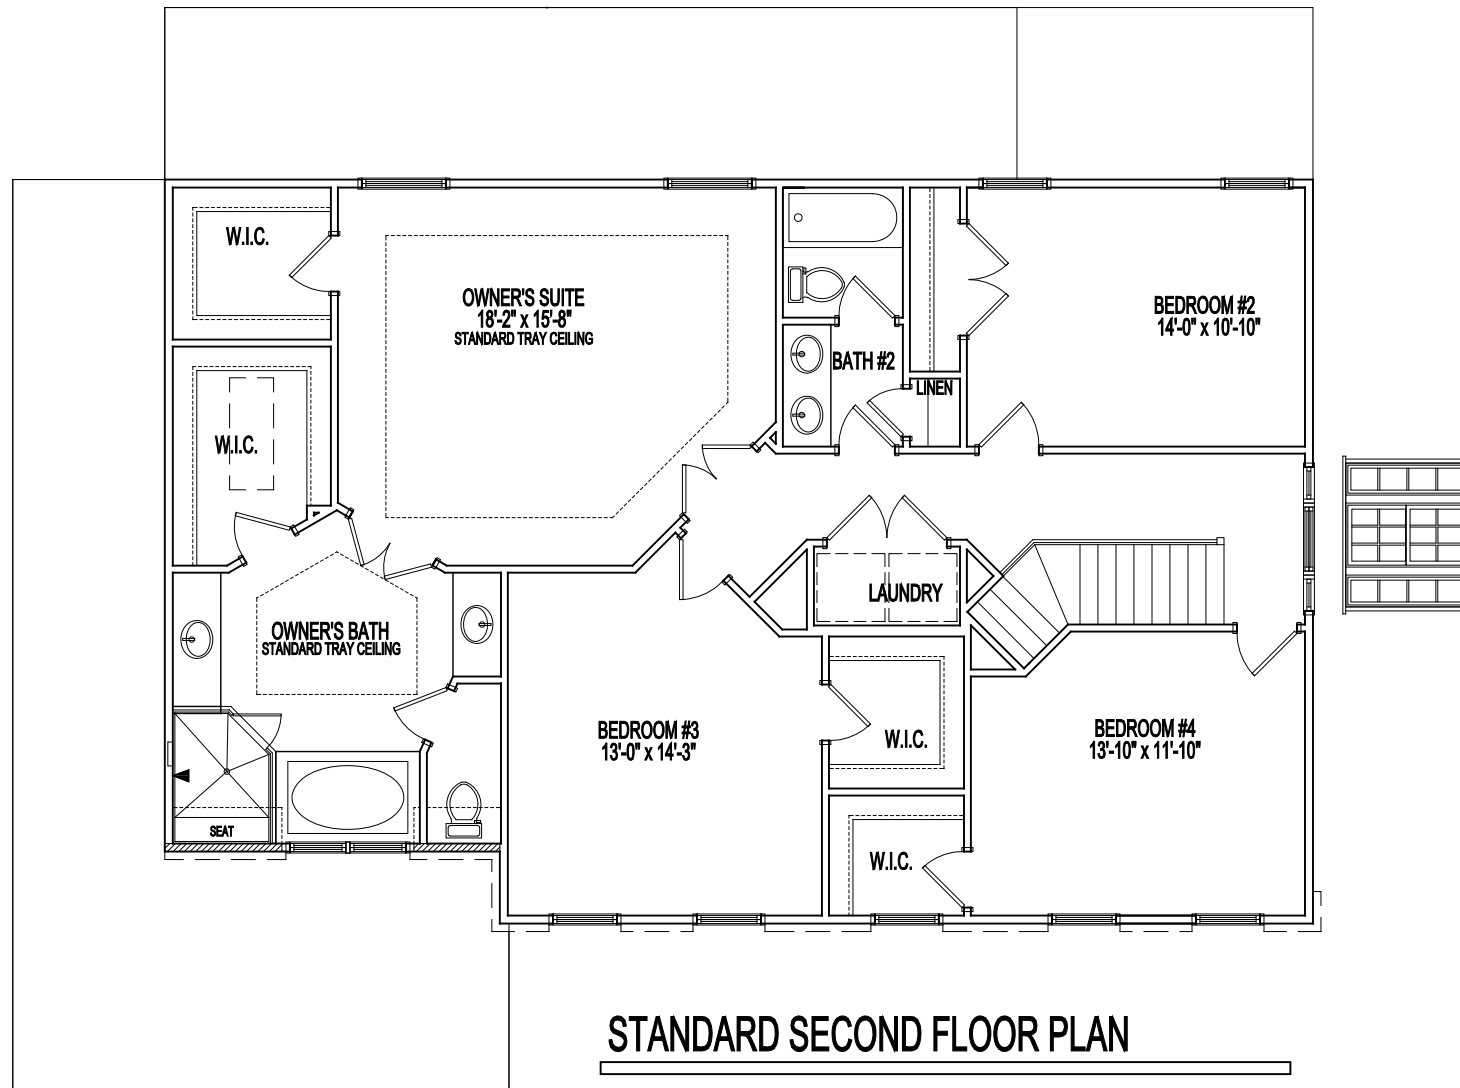 W.I.C.
OWNER'S SUITE
18'-2" x 15'-8"
STANDARD TRAY CEILING
BEDROOM #2
14'-0" x 10'-10"
BATH #2
LINEN
W.I.C.
LAUNDRY
OWNER'S BATH
STANDARD TRAY CEILING
BEDROOM #3
13'-0" x 14'-3"
W.I.C.
BEDROOM #4
13'-10" x 11'-10"
SEAT
W.I.C.
STANDARD SECOND FLOOR PLAN